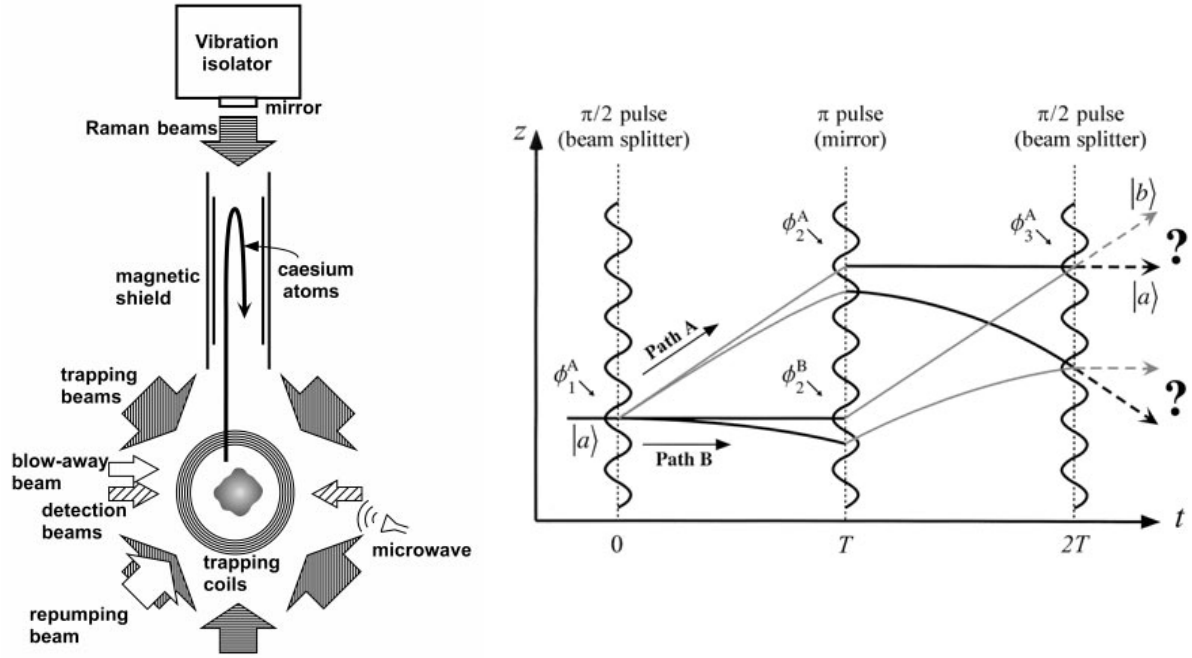 Vibration
isolator
mirror
Raman beams
magnetic
shield
caesium
atoms
trapping
beams
blow-away
beam
detection
beams
trapping
coils
microwave
repumping
beam
z
π/2 pulse
(beam splitter)
π pulse
(mirror)
π/2 pulse
(beam splitter)
ϕ₁ᴬ
ϕ₂ᴬ
ϕ₃ᴬ
ϕ₂ᴮ
|b⟩
?
|a⟩
?
Path A
|a⟩
Path B
0
T
2T
t